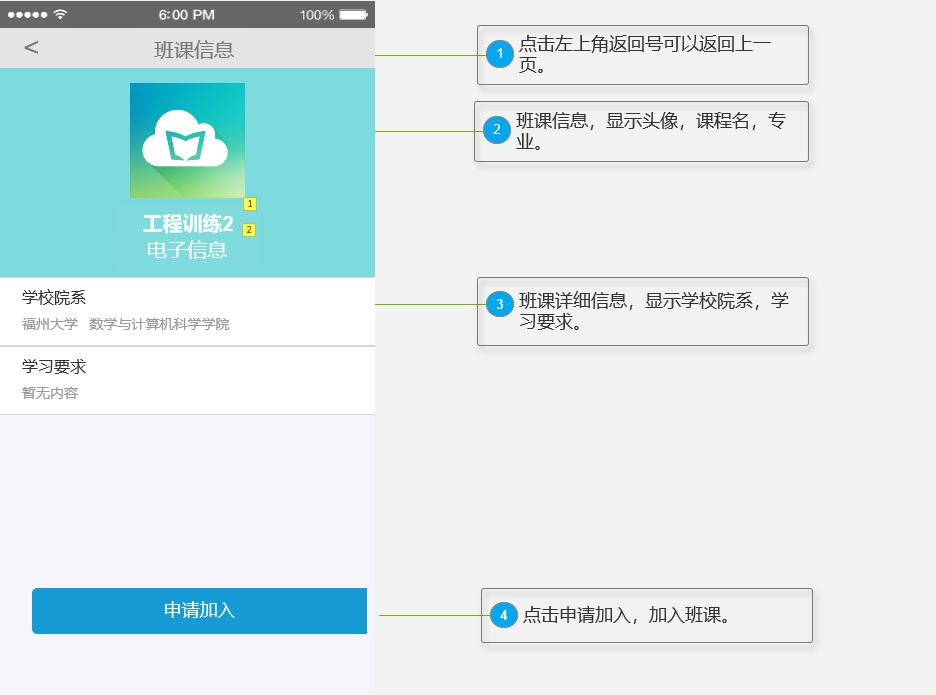 6:00 PM
100%
<
班课信息
1
工程训练2
2
电子信息
学校院系
福州大学 数学与计算机科学学院
学习要求
暂无内容
申请加入
1
点击左上角返回号可以返回上一
页。
2
班课信息，显示头像，课程名，专
业。
3
班课详细信息，显示学校院系，学
习要求。
4
点击申请加入，加入班课。